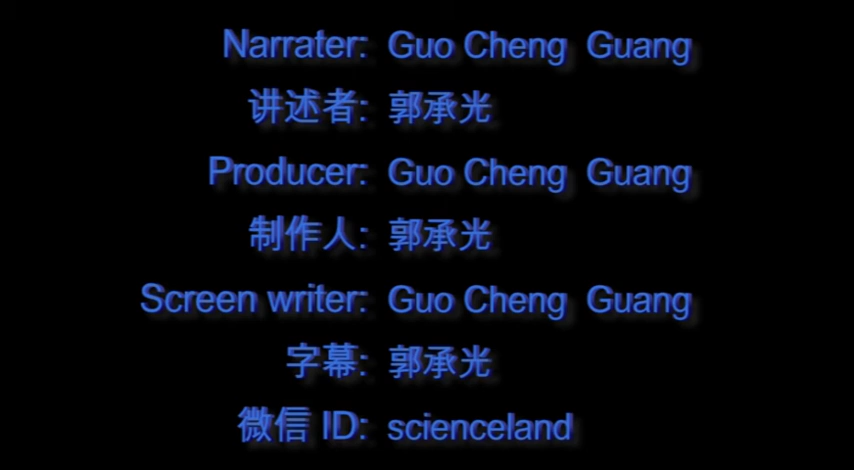 Narrater: Guo Cheng Guang
讲述者: 郭承光
Producer: Guo Cheng Guang
制作人: 郭承光
Screen writer: Guo Cheng Guang
字幕: 郭承光
微信 ID: scienceland